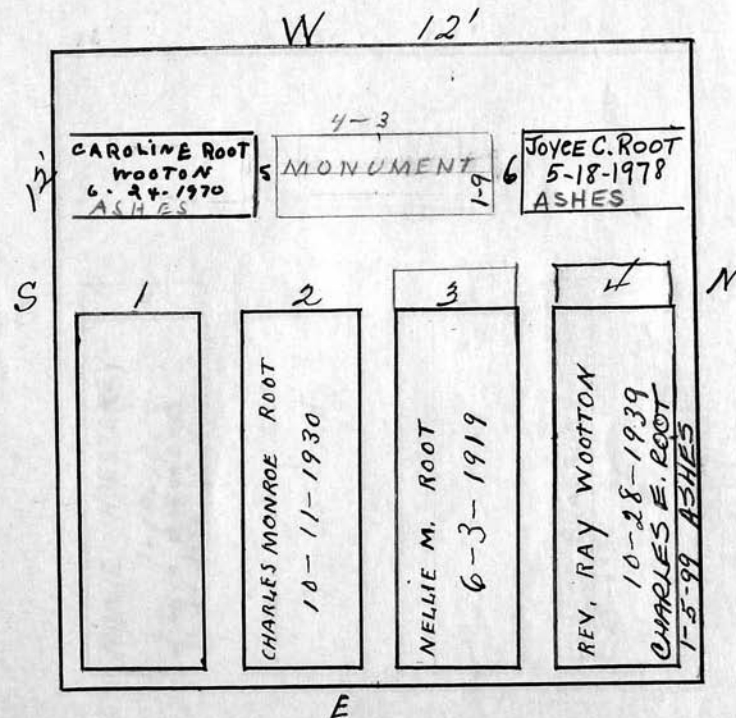 W 12'
12'
CAROLINE ROOT
WOOTON
6-24-1970
ASHES
5
4-3
MONUMENT
1-9
6
JOYCE C. ROOT
5-18-1978
ASHES
S
1
2
3
4
N
CHARLES MONROE ROOT
10-11-1930
NELLIE M. ROOT
6-3-1919
REV. RAY WOOTTON
10-28-1939
CHARLES E. ROOT
1-5-99 ASHES
E